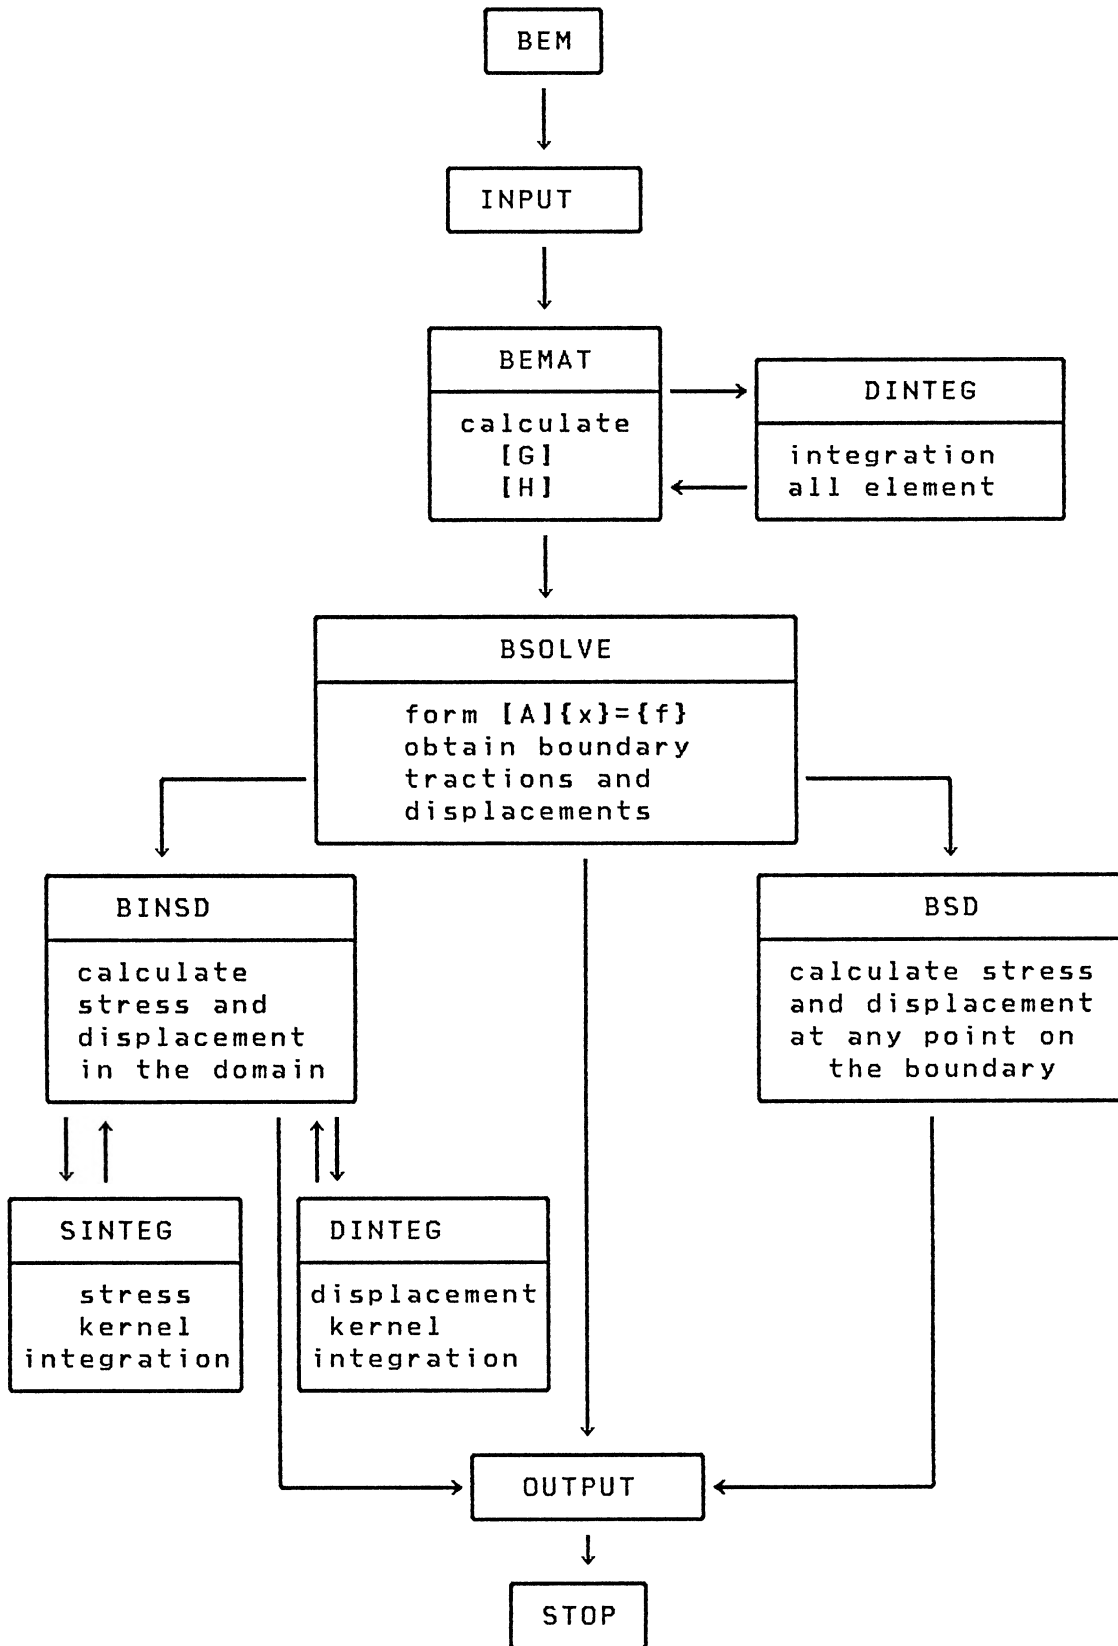 BEM
INPUT
BEMAT
calculate
[G]
[H]
DINTEG
integration
all element
BSOLVE
form [A]{x}={f}
obtain boundary
tractions and
displacements
BINSD
calculate
stress and
displacement
in the domain
BSD
calculate stress
and displacement
at any point on
the boundary
SINTEG
stress
kernel
integration
DINTEG
displacement
kernel
integration
OUTPUT
STOP